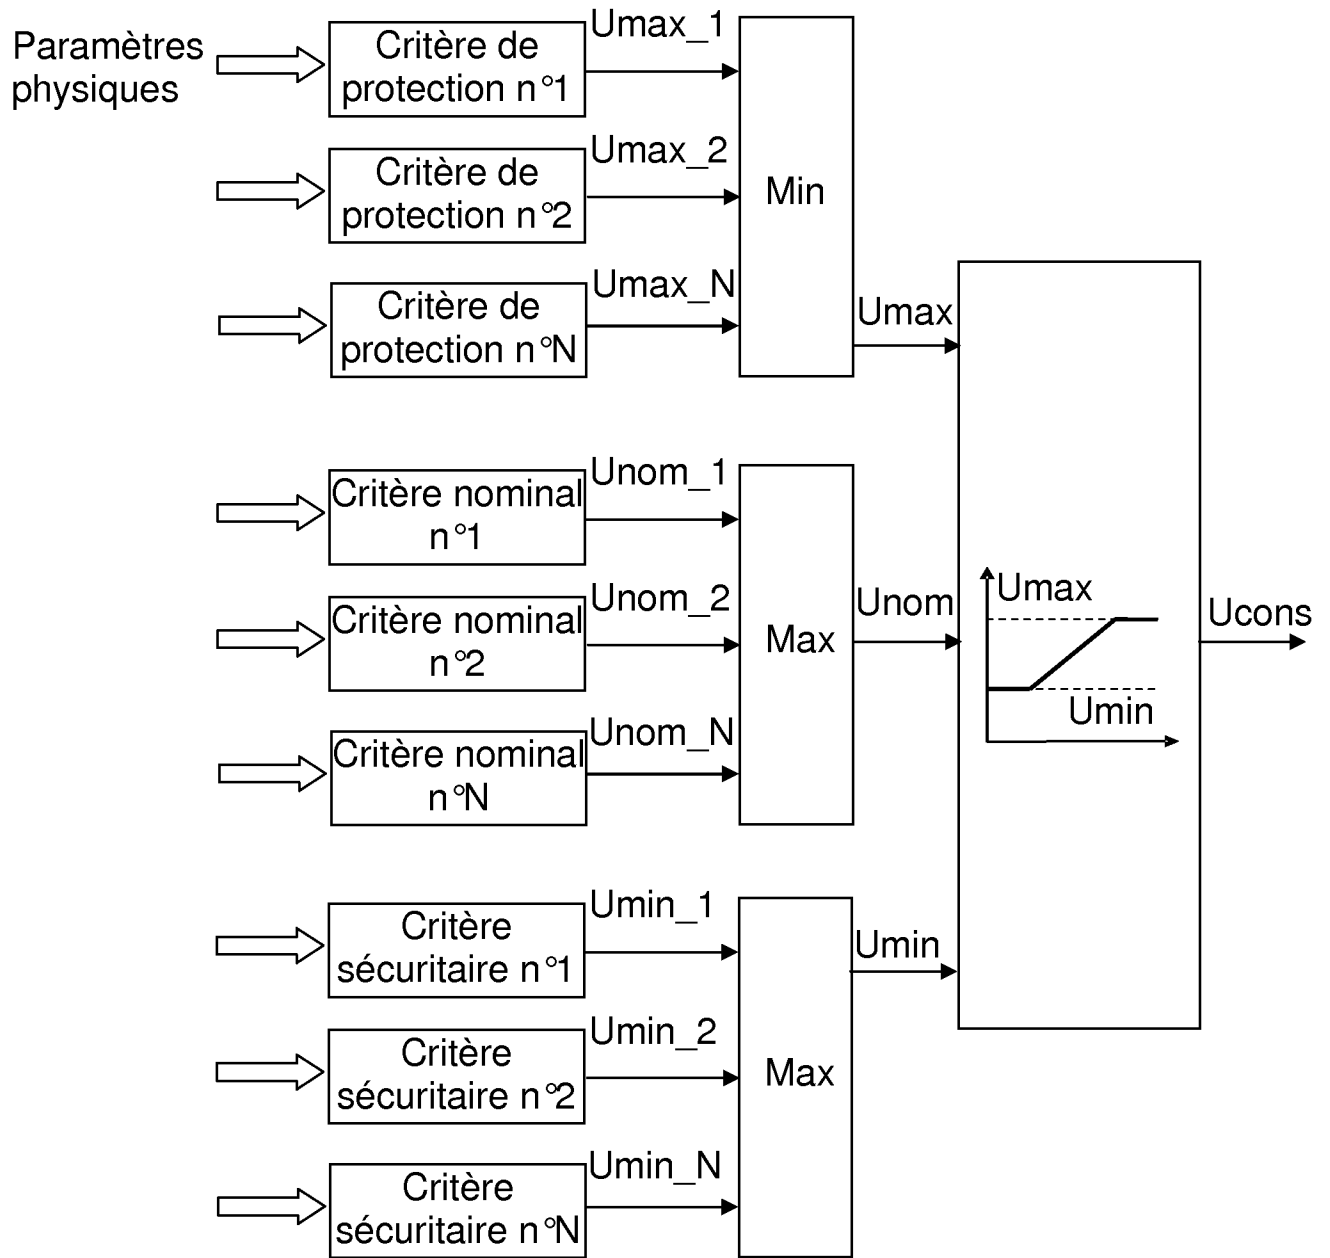 Paramètres
physiques
Critère de
protection n°1
Umax_1
Critère de
protection n°2
Umax_2
Critère de
protection n°N
Umax_N
Min
Umax
Critère nominal
n°1
Unom_1
Critère nominal
n°2
Unom_2
Critère nominal
n°N
Unom_N
Max
Unom
Critère
sécuritaire n°1
Umin_1
Critère
sécuritaire n°2
Umin_2
Critère
sécuritaire n°N
Umin_N
Max
Umin
Umax
Umin
Ucons